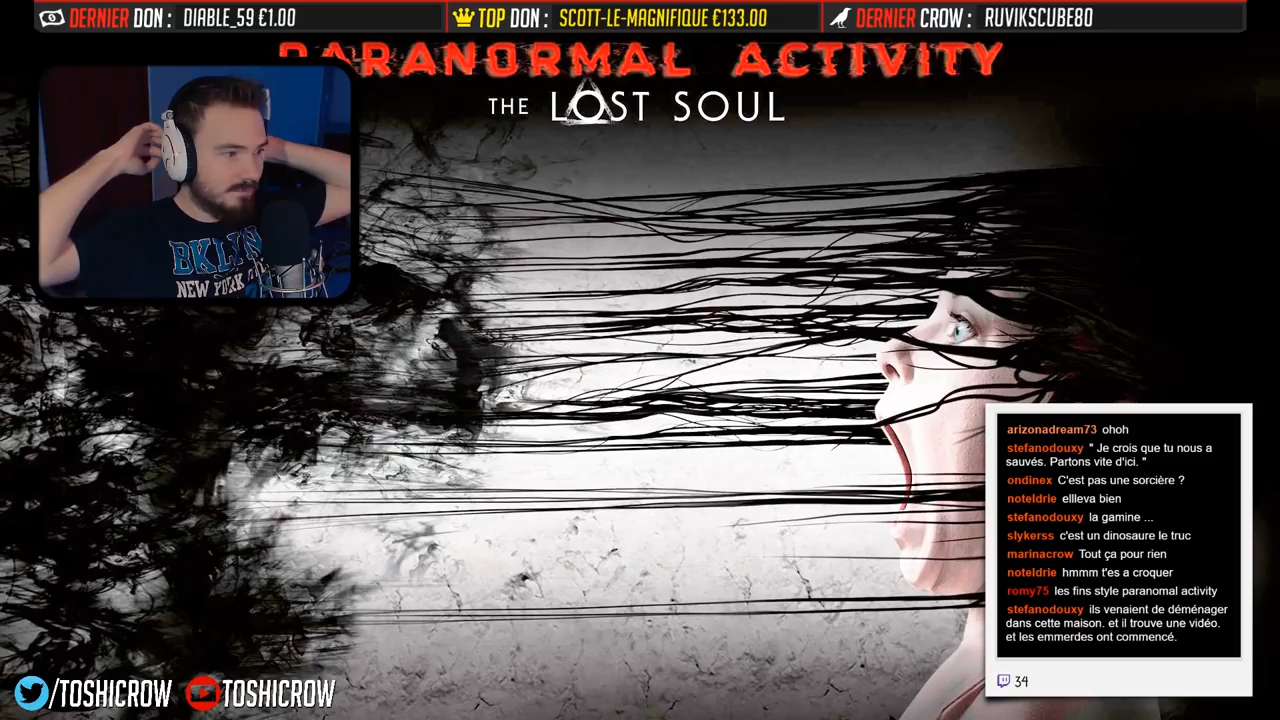 DERNIER DON : DIABLE_59 €1.00
TOP DON : SCOTT-LE-MAGNIFIQUE €133.00
DERNIER CROW : RUVIKSCUBE80
PARANORMAL ACTIVITY
THE LOST SOUL
BKLN
NEW YORK
arizonadream73 ohoh
stefanodouxy " Je crois que tu nous a
sauvés. Partons vite d'ici. "
ondinex C'est pas une sorcière ?
noteldrie ellleva bien
stefanodouxy la gamine ...
slykerss c'est un dinosaure le truc
marinacrow Tout ça pour rien
noteldrie hmmm t'es a croquer
romy75 les fins style paranomal activity
stefanodouxy ils venaient de déménager
dans cette maison. et il trouve une vidéo.
et les emmerdes ont commencé.
34
/TOSHICROW
TOSHICROW